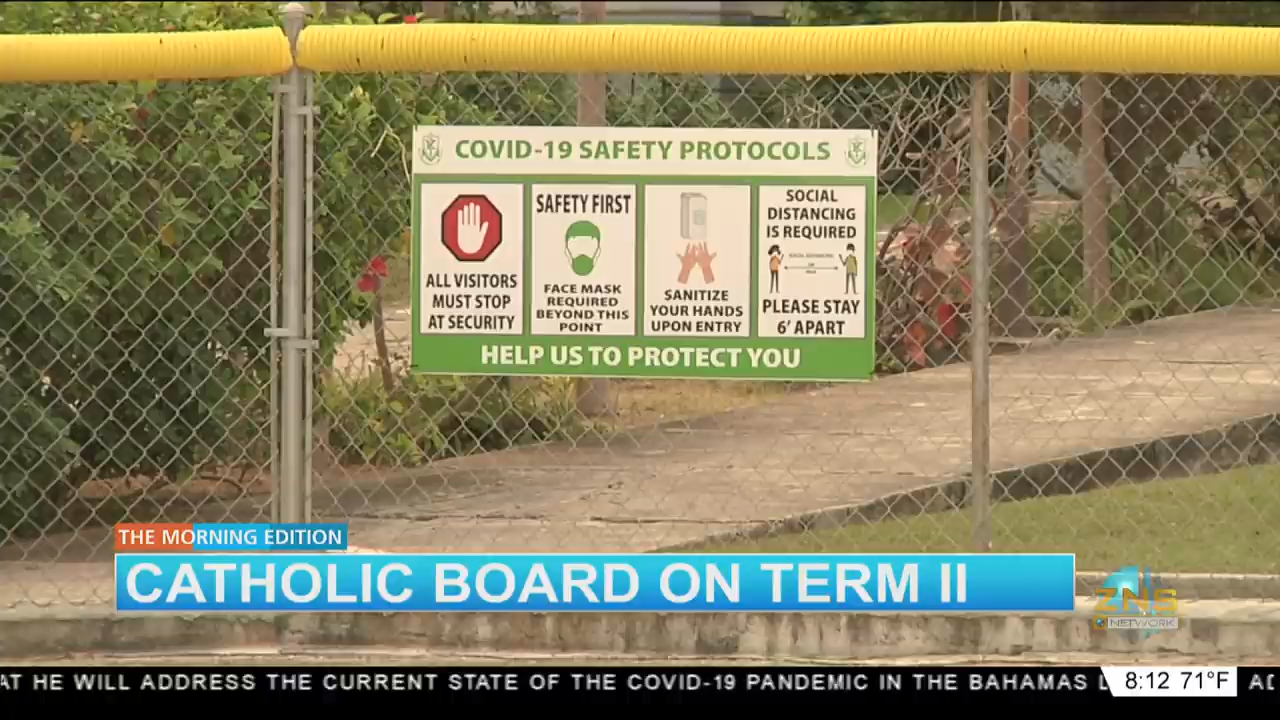 COVID-19 SAFETY PROTOCOLS
ALL VISITORS
MUST STOP
AT SECURITY
SAFETY FIRST
FACE MASK
REQUIRED
BEYOND THIS
POINT
SANITIZE
YOUR HANDS
UPON ENTRY
SOCIAL
DISTANCING
IS REQUIRED
PLEASE STAY
6' APART
HELP US TO PROTECT YOU
THE MORNING EDITION
CATHOLIC BOARD ON TERM II
ZNS
NETWORK
AT HE WILL ADDRESS THE CURRENT STATE OF THE COVID-19 PANDEMIC IN THE BAHAMAS
8:12 71°F